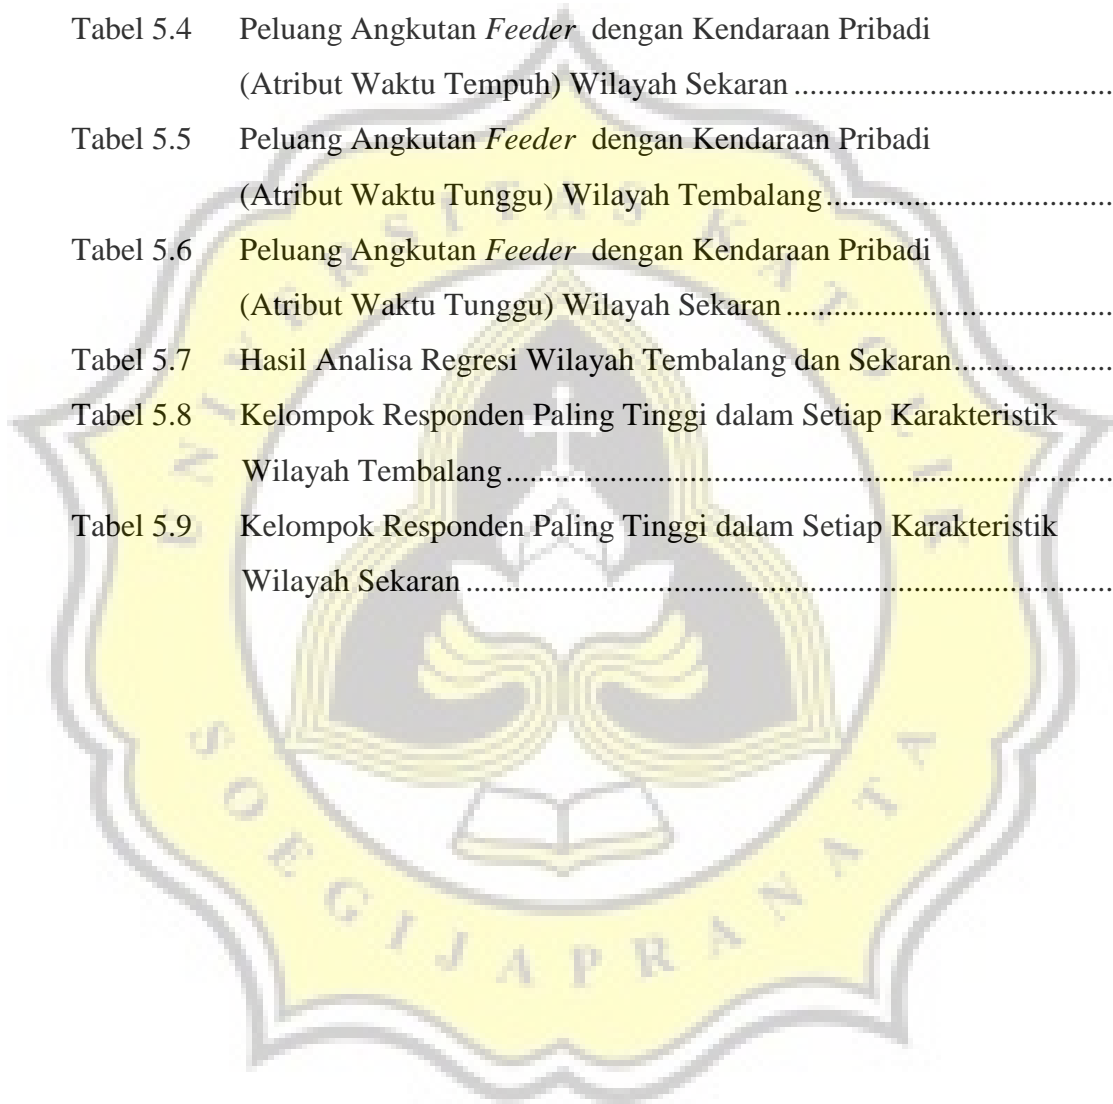 Tabel 5.4 Peluang Angkutan Feeder dengan Kendaraan Pribadi
(Atribut Waktu Tempuh) Wilayah Sekaran ......................................
Tabel 5.5 Peluang Angkutan Feeder dengan Kendaraan Pribadi
(Atribut Waktu Tunggu) Wilayah Tembalang ..................................
Tabel 5.6 Peluang Angkutan Feeder dengan Kendaraan Pribadi
(Atribut Waktu Tunggu) Wilayah Sekaran .......................................
Tabel 5.7 Hasil Analisa Regresi Wilayah Tembalang dan Sekaran ...................
Tabel 5.8 Kelompok Responden Paling Tinggi dalam Setiap Karakteristik
Wilayah Tembalang ............................................................................
Tabel 5.9 Kelompok Responden Paling Tinggi dalam Setiap Karakteristik
Wilayah Sekaran .................................................................................
UNIVERSITAS KATOLIK
SOEGIJAPRANATA